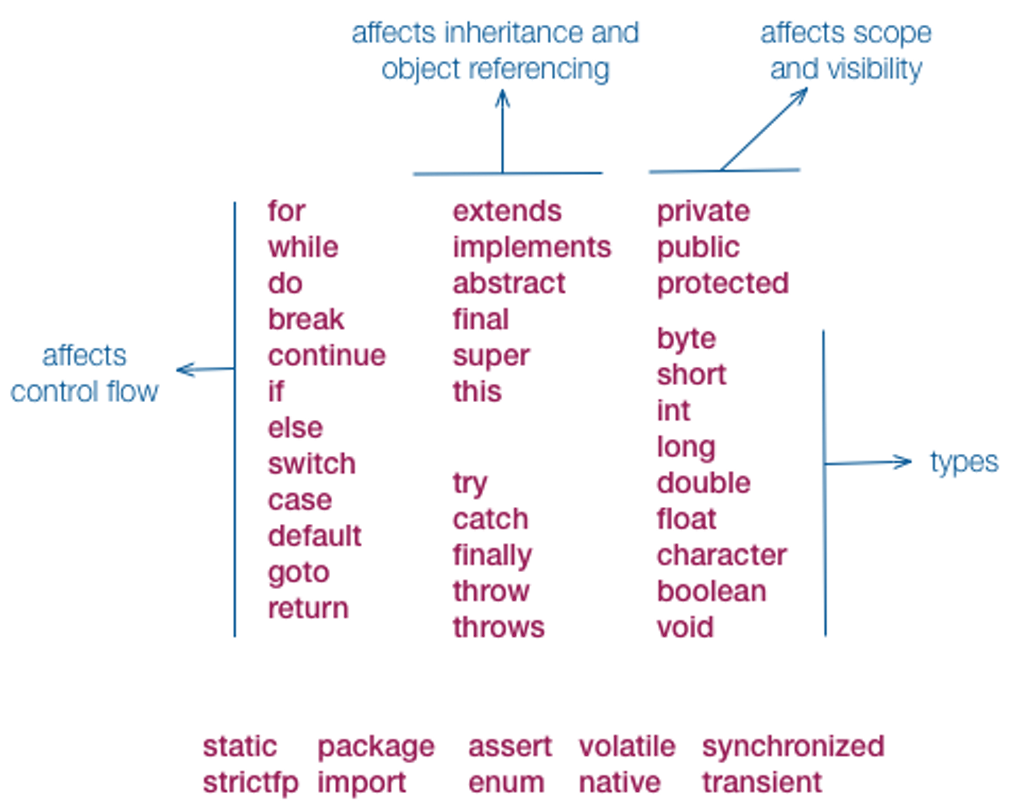 affects inheritance and
object referencing
affects scope
and visibility
for
while
do
break
continue
if
else
switch
case
default
goto
return
affects
control flow
extends
implements
abstract
final
super
this
try
catch
finally
throw
throws
private
public
protected
byte
short
int
long
double
float
character
boolean
void
types
static package assert volatile synchronized
strictfp import enum native transient